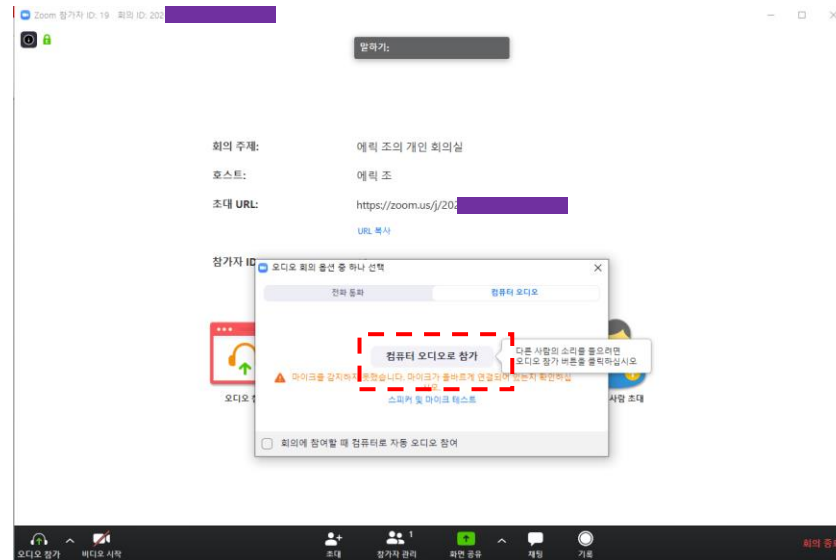 Zoom 참가자 ID: 19 회의 ID: 202
말하기:
회의 주제: 에릭 조의 개인 회의실
호스트: 에릭 조
초대 URL: https://zoom.us/j/202
URL 복사
참가자 ID
오디오 회의 옵션 중 하나 선택
전화 통화 컴퓨터 오디오
컴퓨터 오디오로 참가
다른 사람의 소리를 들으려면
오디오 참가 버튼을 클릭하십시오
마이크를 감지하지 못했습니다. 마이크가 올바르게 연결되어 있는지 확인하십
시오.
스피커 및 마이크 테스트
오디오 사람 초대
회의에 참여할 때 컴퓨터로 자동 오디오 참여
1
오디오 참가 비디오 시작 초대 참가자 관리 화면 공유 채팅 기록 회의 종료